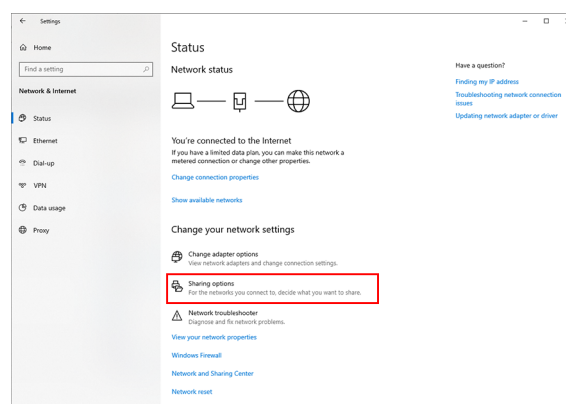 Settings
Home
Find a setting
Network & Internet
Status
Ethernet
Dial-up
VPN
Data usage
Proxy
Status
Network status
You're connected to the Internet
If you have a limited data plan, you can make this network a
metered connection or change other properties.
Change connection properties
Show available networks
Change your network settings
Change adapter options
View network adapters and change connection settings.
Sharing options
For the networks you connect to, decide what you want to share.
Network troubleshooter
Diagnose and fix network problems.
View your network properties
Windows Firewall
Network and Sharing Center
Network reset
Have a question?
Finding my IP address
Troubleshooting network connection
issues
Updating network adapter or driver